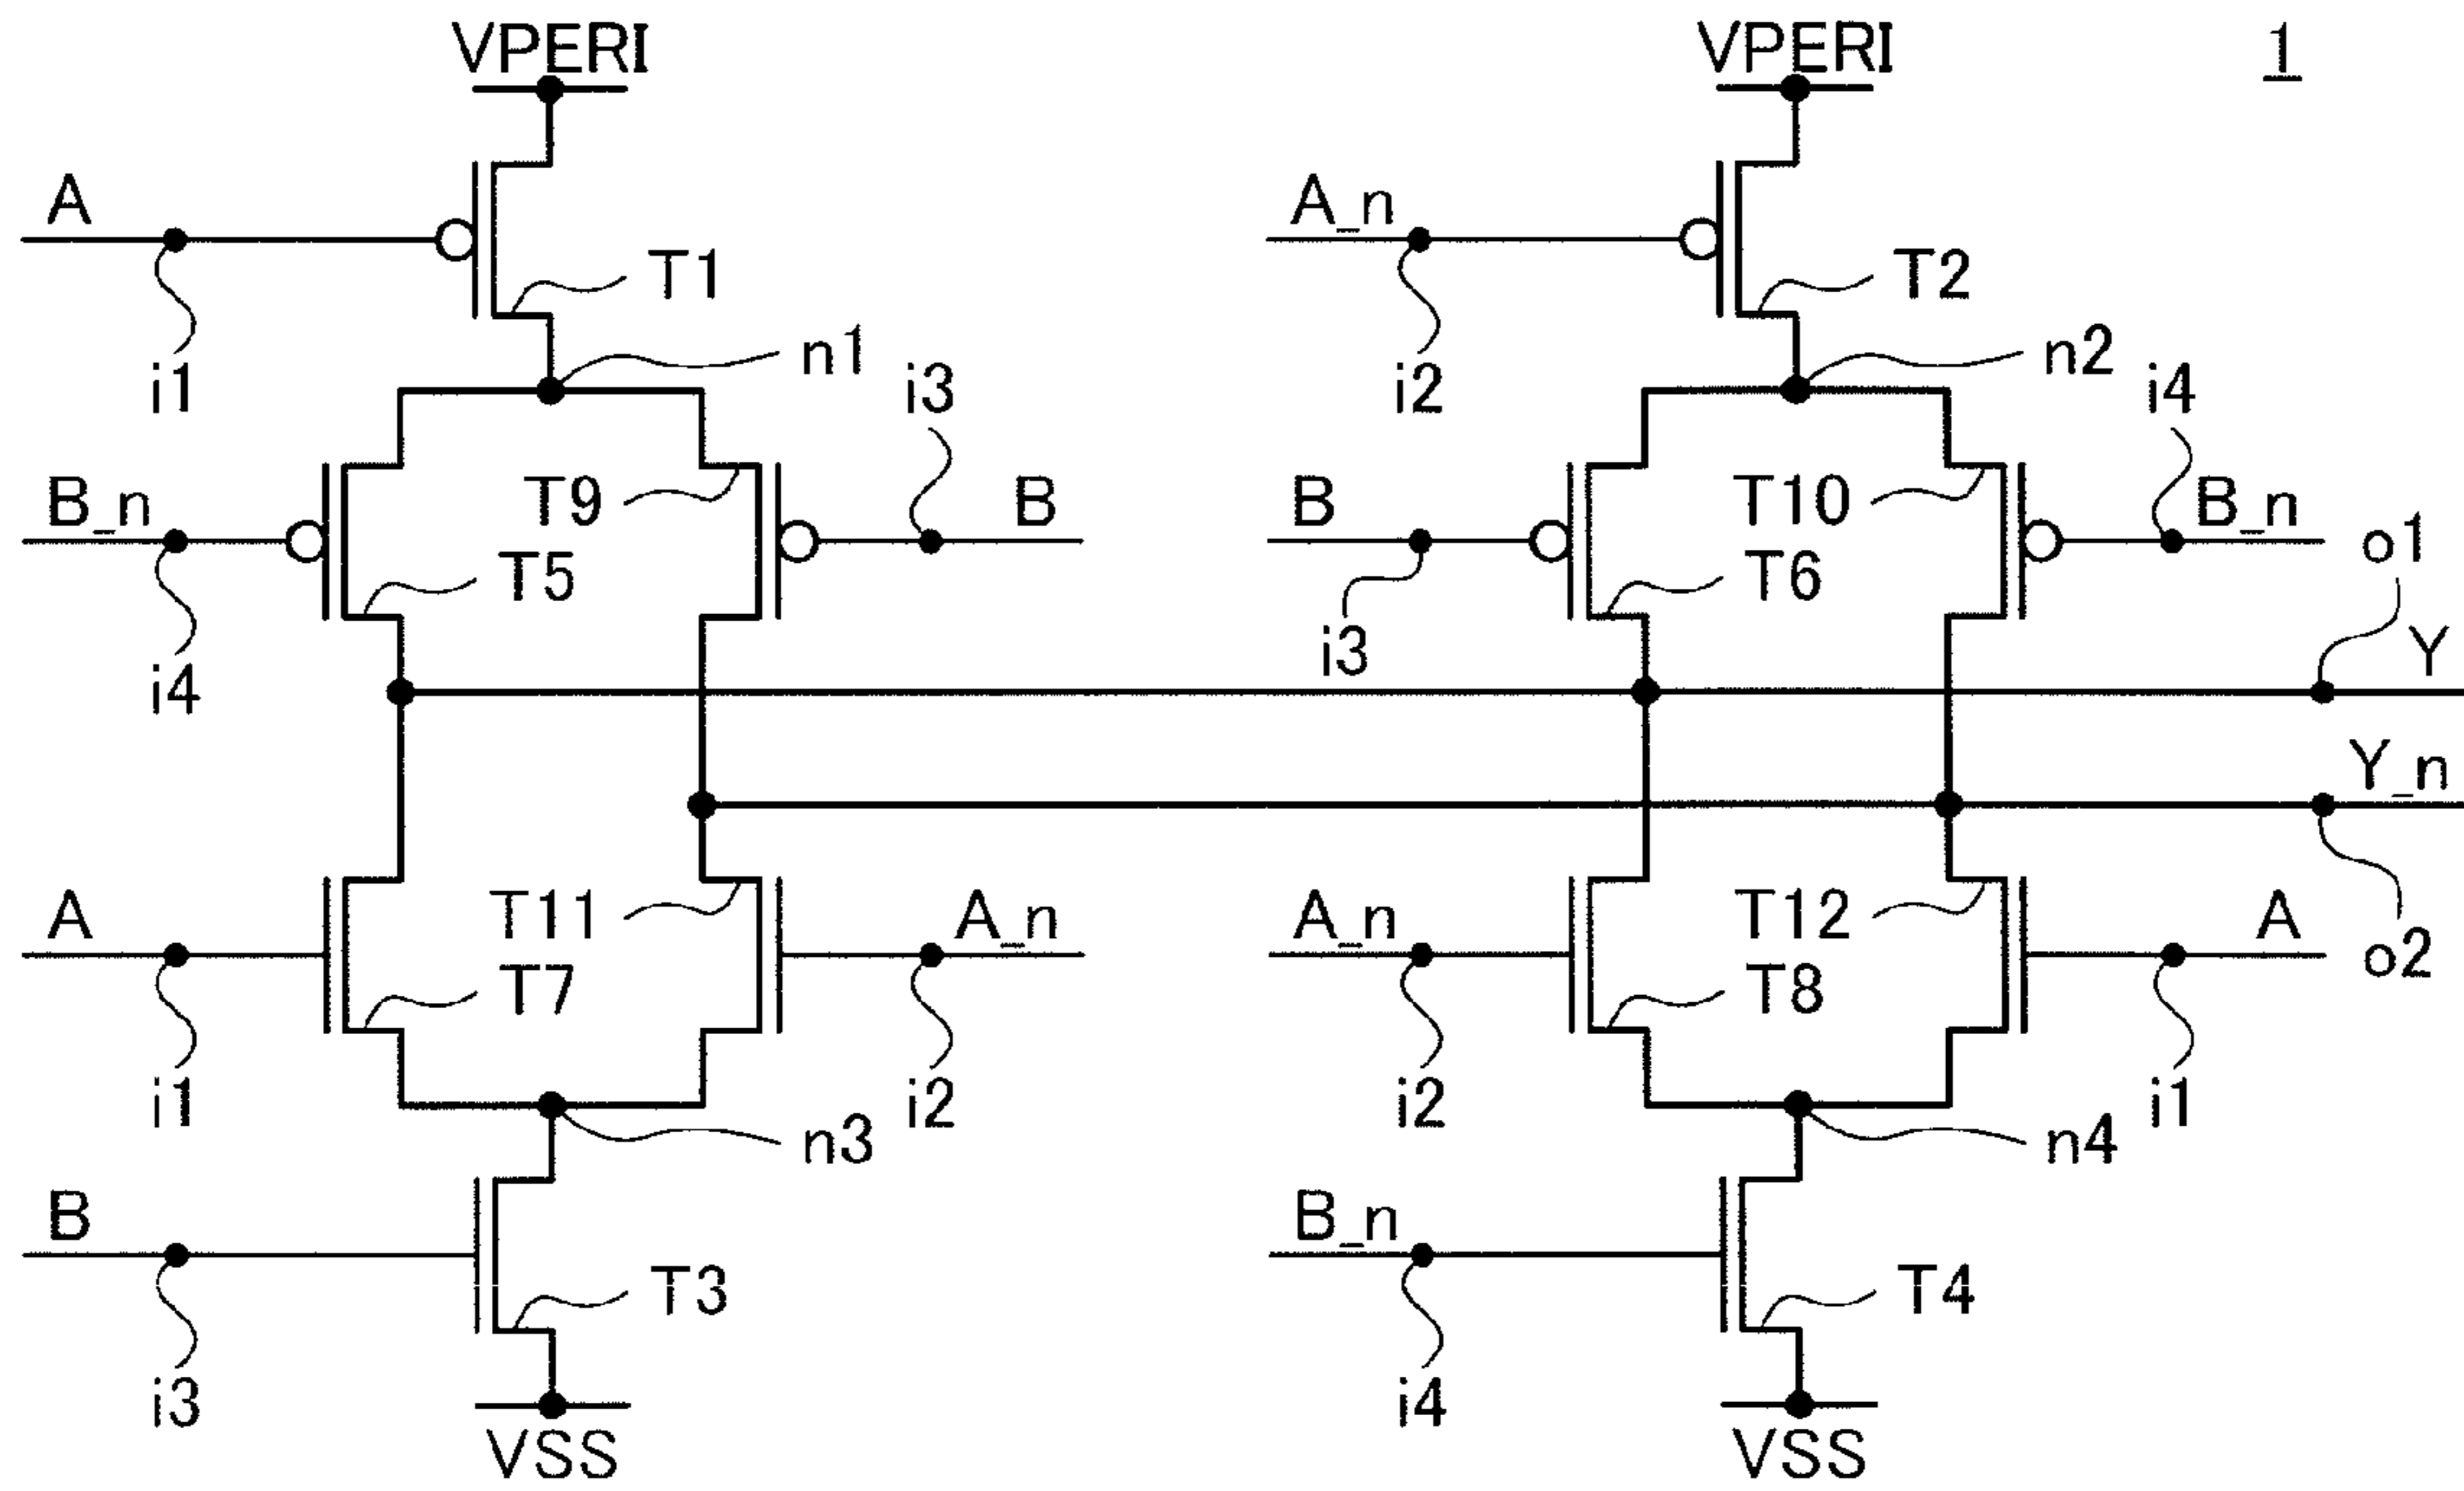 VPERI VPERI 1
A A_n
T1 T2
n1 n2
i1 i3 i2 i4
B_n T9 B B T10 B_n
T5 T6 o1
i3 Y
i4
Y_n
A T11 A_n A_n T12 A
T7 T8 o2
i1 i2 i2 i1
n3 n4
B B_n
T3 T4
i3 i4
VSS VSS